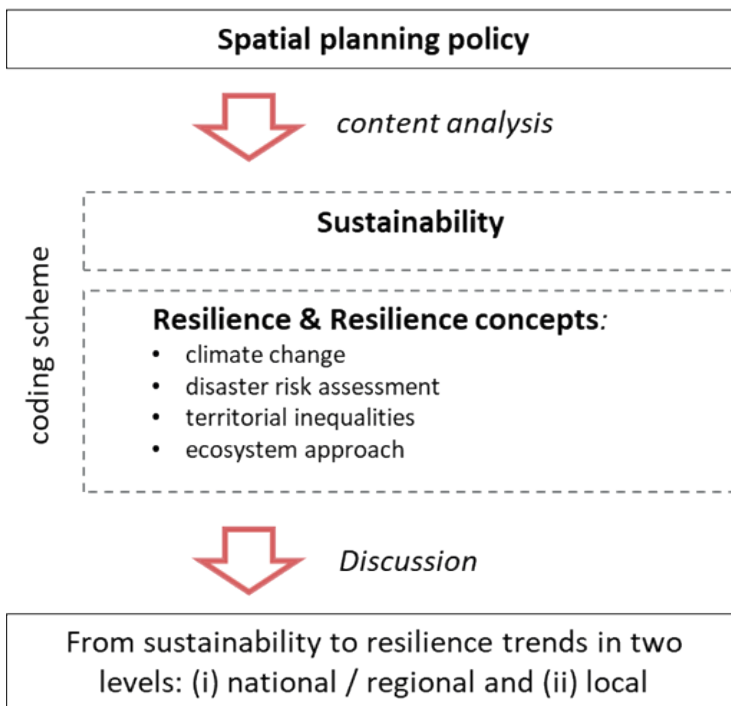 Spatial planning policy
content analysis
coding scheme
Sustainability
Resilience & Resilience concepts:
• climate change
• disaster risk assessment
• territorial inequalities
• ecosystem approach
Discussion
From sustainability to resilience trends in two
levels: (i) national / regional and (ii) local